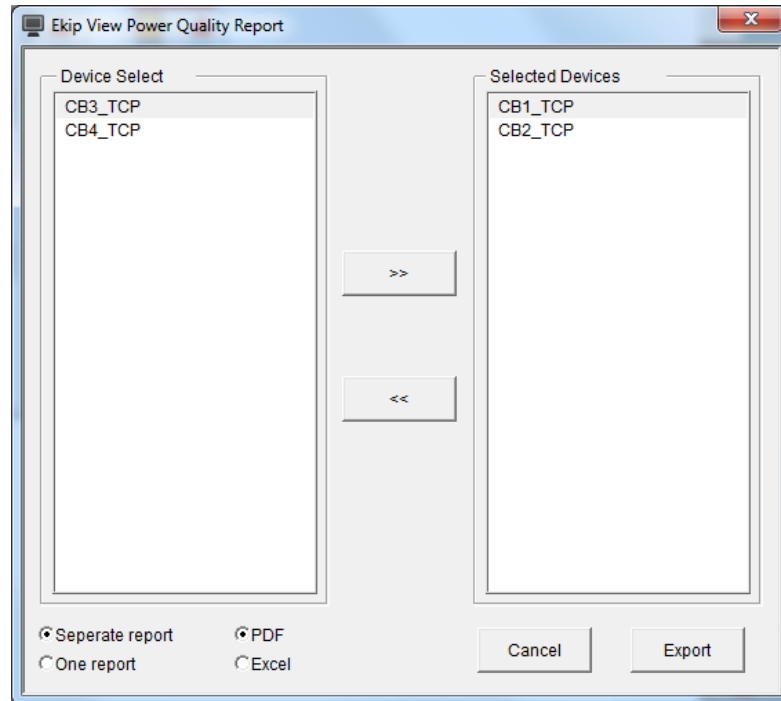 Ekip View Power Quality Report
Device Select
CB3_TCP
CB4_TCP
>>
<<
Selected Devices
CB1_TCP
CB2_TCP
Seperate report
One report
PDF
Excel
Cancel
Export